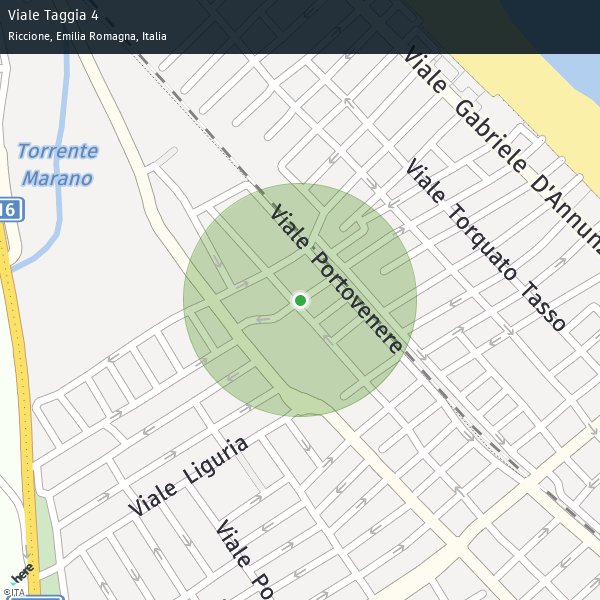 Viale Taggia 4
Riccione, Emilia Romagna, Italia
Viale Gabriele D'Annunz
Torrente
Marano
Viale Torquato Tasso
16
Viale Portovenere
Viale Liguria
Viale Po
here
©ITA